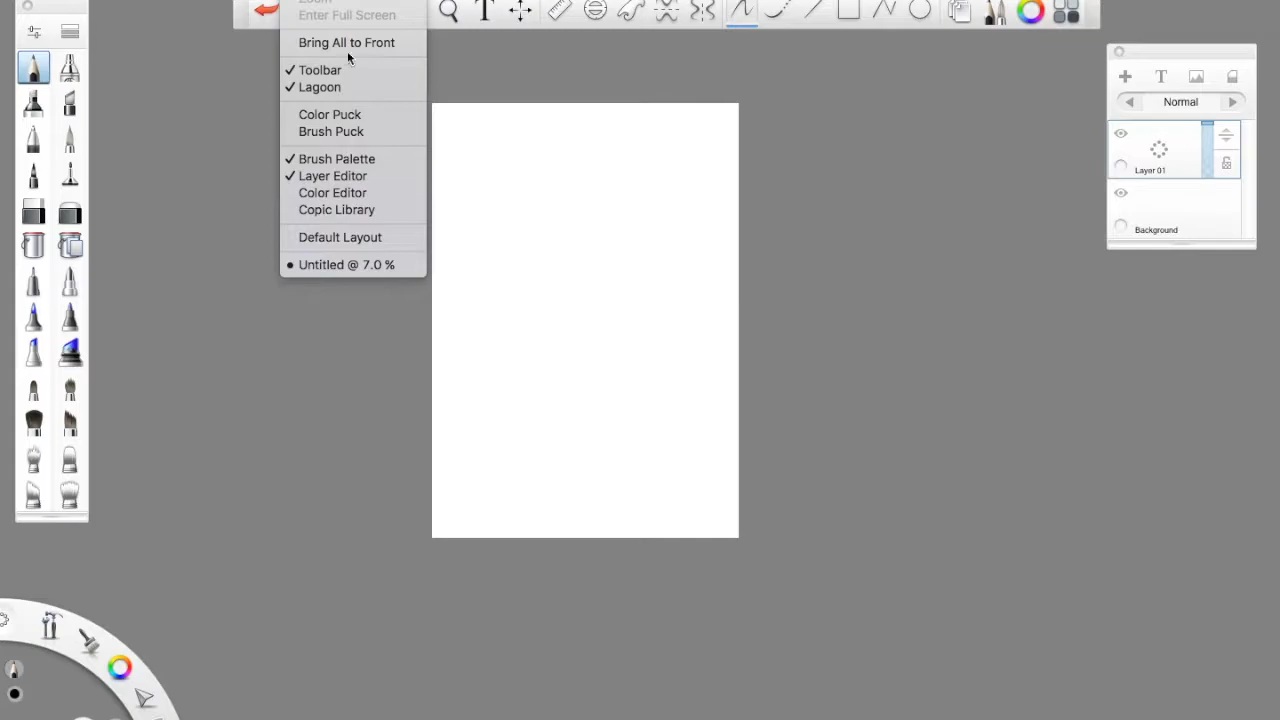 Enter Full Screen
Bring All to Front
Toolbar
Lagoon
Color Puck
Brush Puck
Brush Palette
Layer Editor
Color Editor
Copic Library
Default Layout
Untitled @ 7.0 %
T
T
Normal
Layer 01
Background